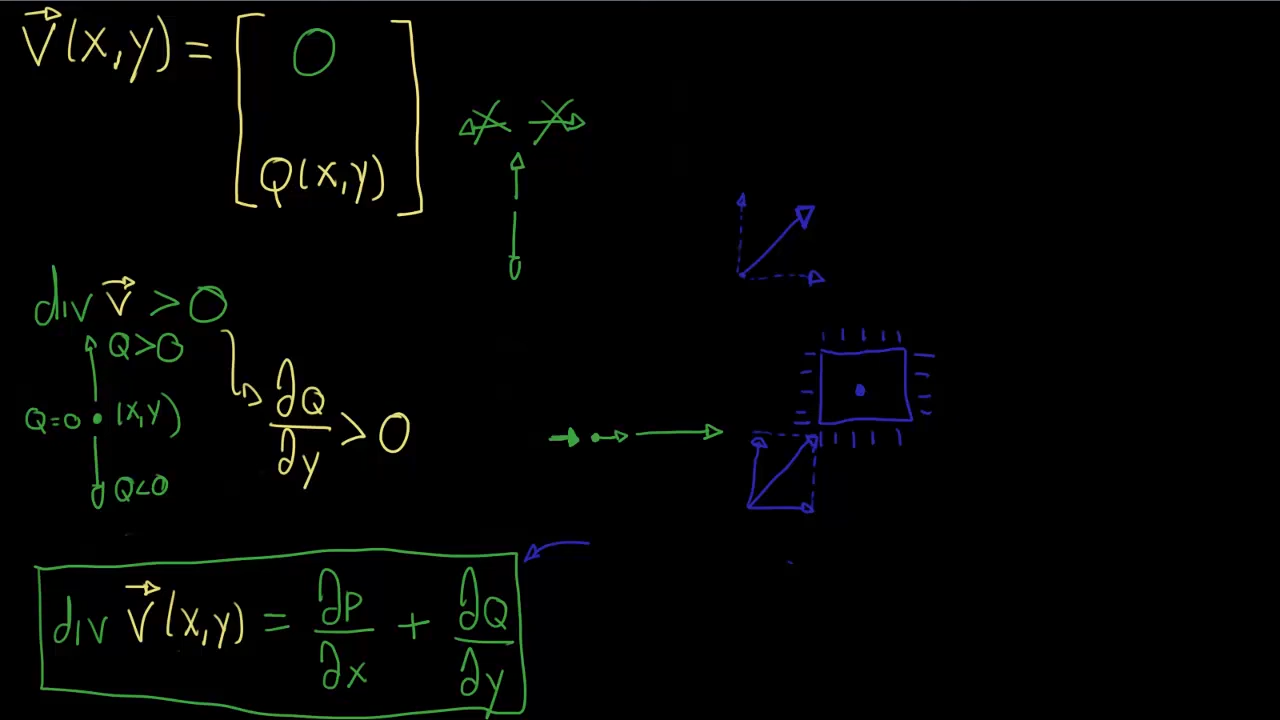 V⃗(x,y) = [ 0
Q(x,y) ]
div V⃗ > 0
Q>0
Q=0 (x,y)
Q<0
∂Q/∂y > 0
div V⃗(x,y) = ∂P/∂x + ∂Q/∂y